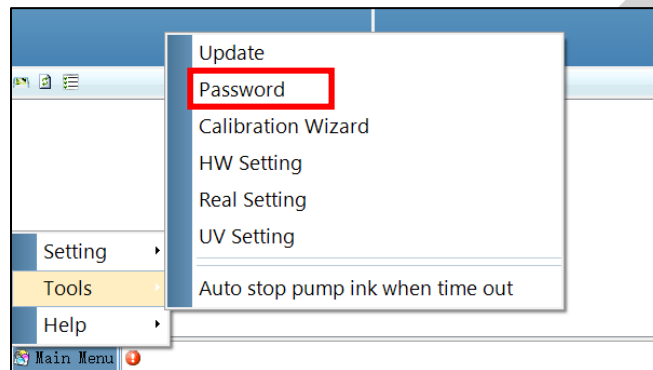 Update
Password
Calibration Wizard
HW Setting
Real Setting
UV Setting
Auto stop pump ink when time out
Setting
Tools
Help
Main Menu